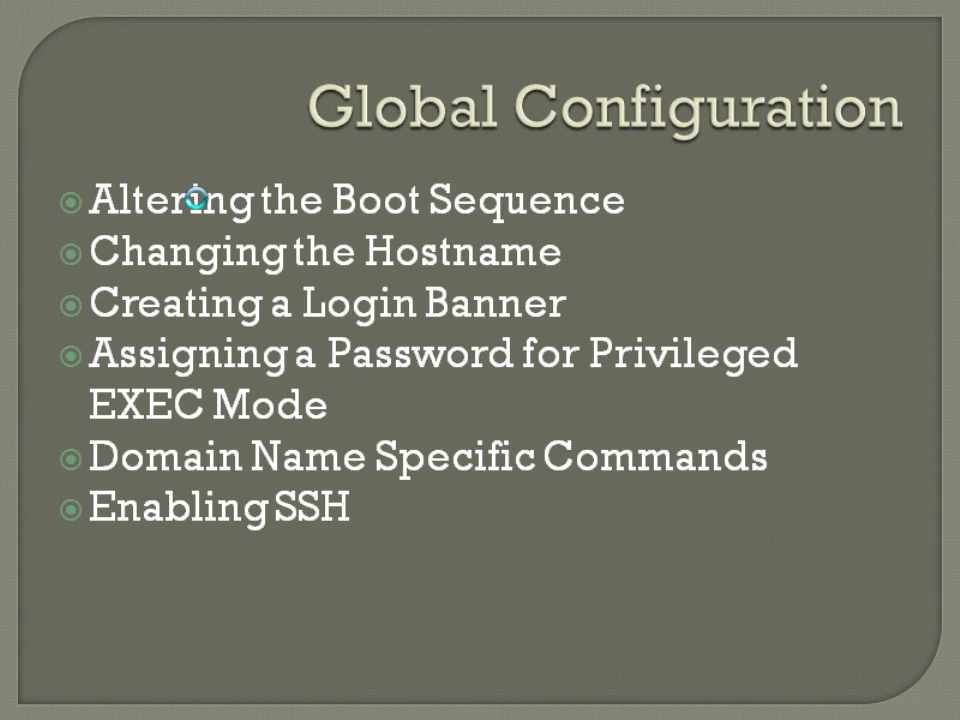 Global Configuration
Altering the Boot Sequence
Changing the Hostname
Creating a Login Banner
Assigning a Password for Privileged
EXEC Mode
Domain Name Specific Commands
Enabling SSH